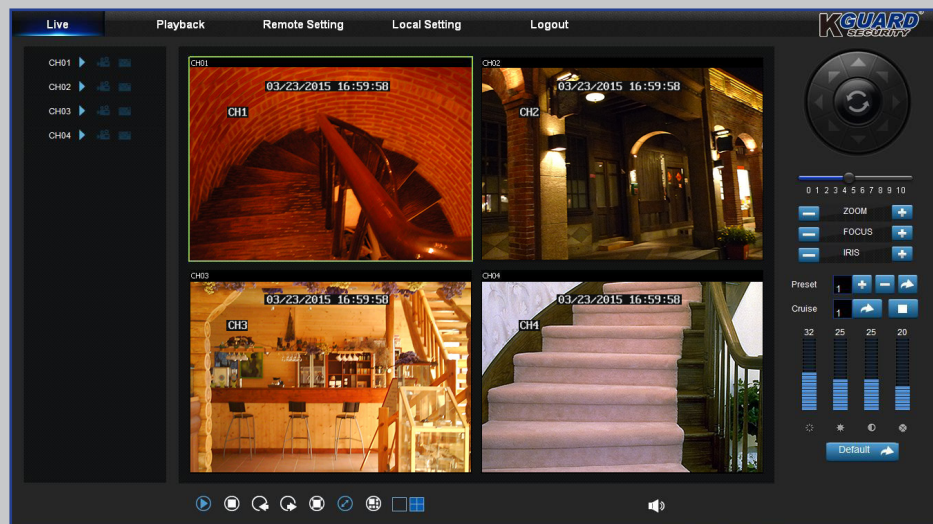 Live Playback Remote Setting Local Setting Logout
KGUARD®
SECURITY
CH01
CH02
CH03
CH04
CH01
03/23/2015 16:59:58
CH1
CH02
03/23/2015 16:59:58
CH2
CH03
03/23/2015 16:59:58
CH3
CH04
03/23/2015 16:59:58
CH4
0 1 2 3 4 5 6 7 8 9 10
ZOOM
FOCUS
IRIS
Preset 1
Cruise 1
32 25 25 20
Default